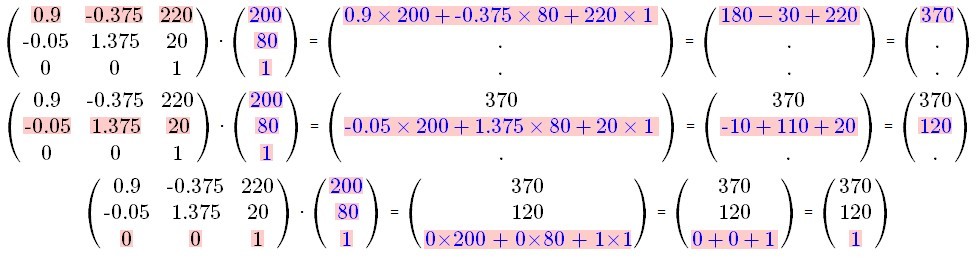 0.9 -0.375 220 200 0.9 × 200 + -0.375 × 80 + 220 × 1 180 − 30 + 220 370
-0.05 1.375 20 · 80 = . = . = .
0 0 1 1 . . .
0.9 -0.375 220 200 370 370 370
-0.05 1.375 20 · 80 = -0.05 × 200 + 1.375 × 80 + 20 × 1 = -10 + 110 + 20 = 120
0 0 1 1 . . .
0.9 -0.375 220 200 370 370 370
-0.05 1.375 20 · 80 = 120 = 120 = 120
0 0 1 1 0×200 + 0×80 + 1×1 0 + 0 + 1 1